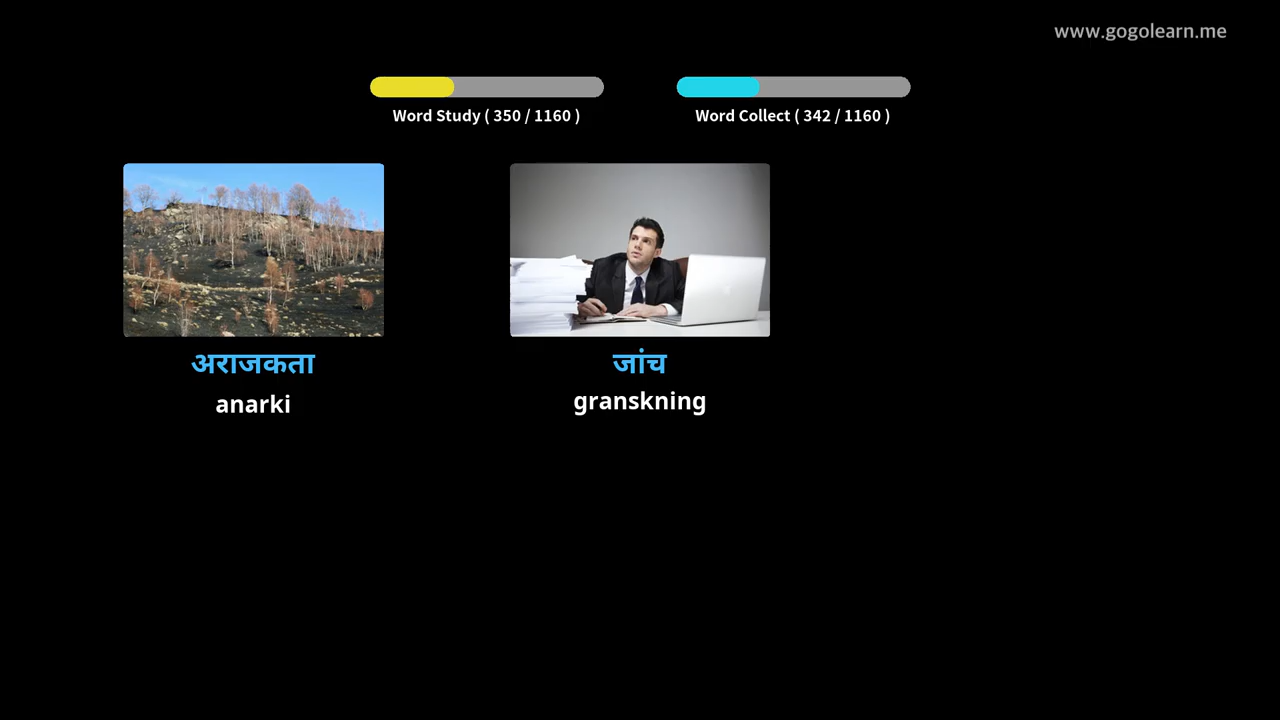 www.gogolearn.me
Word Study ( 350 / 1160 )
Word Collect ( 342 / 1160 )
अराजकता
anarki
जांच
granskning